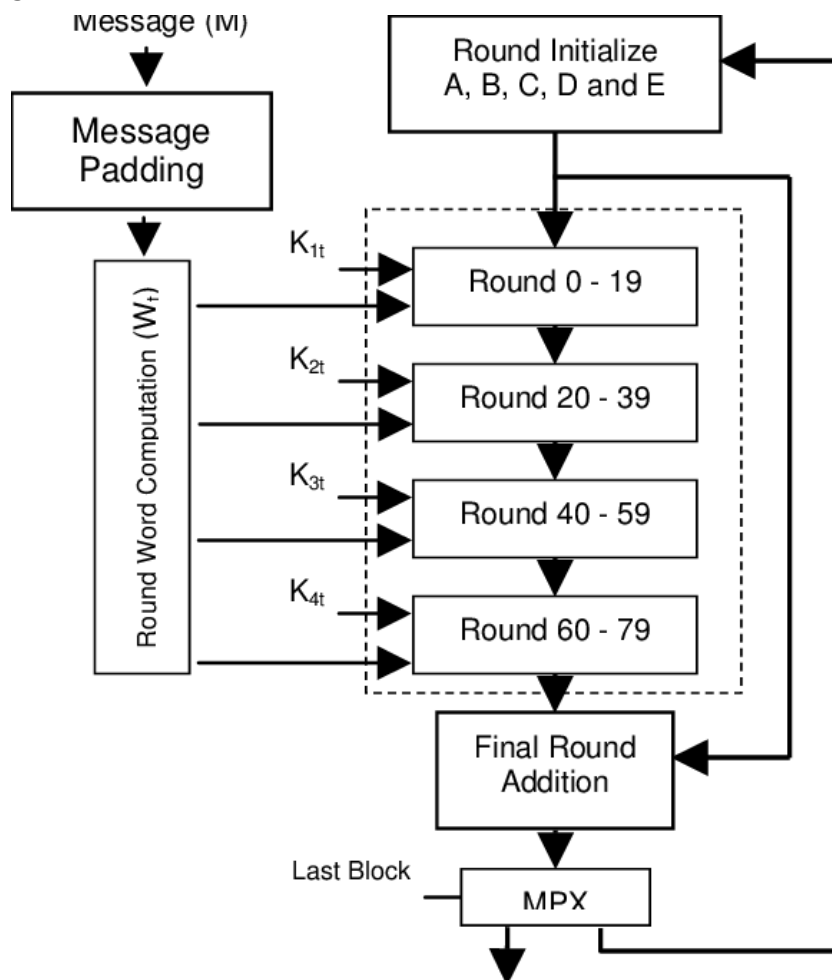 Message (M)
Round Initialize
A, B, C, D and E
Message
Padding
Round Word Computation (Wₜ)
K₁ₜ
Round 0 - 19
K₂ₜ
Round 20 - 39
K₃ₜ
Round 40 - 59
K₄ₜ
Round 60 - 79
Final Round
Addition
Last Block
MPX